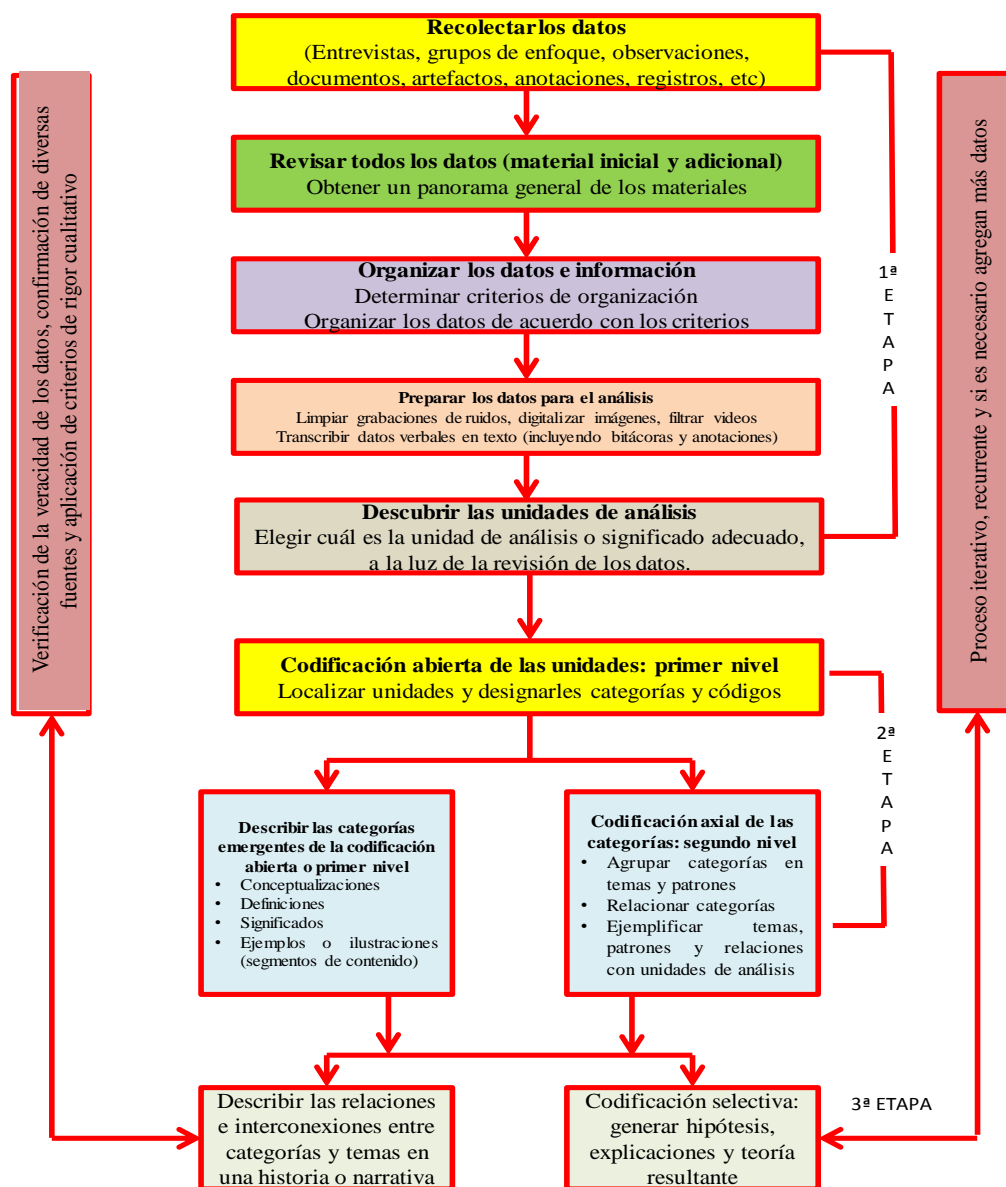 Recolectarlos datos
(Entrevistas, grupos de enfoque, observaciones,
documentos, artefactos, anotaciones, registros, etc)
Revisar todos los datos (material inicial y adicional)
Obtener un panorama general de los materiales
Organizar los datos e información
Determinar criterios de organización
Organizar los datos de acuerdo con los criterios
Preparar los datos para el análisis
Limpiar grabaciones de ruidos, digitalizar imágenes, filtrar videos
Transcribir datos verbales en texto (incluyendo bitácoras y anotaciones)
Descubrir las unidades de análisis
Elegir cuál es la unidad de análisis o significado adecuado,
a la luz de la revisión de los datos.
1ª
E
T
A
P
A
Verificación de la veracidad de los datos, confirmación de diversas
fuentes y aplicación de criterios de rigor cualitativo
Proceso iterativo, recurrente y si es necesario agregan más datos
Codificación abierta de las unidades: primer nivel
Localizar unidades y designarles categorías y códigos
2ª
E
T
A
P
A
Describir las categorías
emergentes de la codificación
abierta o primer nivel
• Conceptualizaciones
• Definiciones
• Significados
• Ejemplos o ilustraciones
(segmentos de contenido)
Codificación axial de las
categorías: segundo nivel
• Agrupar categorías en
temas y patrones
• Relacionar categorías
• Ejemplificar temas,
patrones y relaciones
con unidades de análisis
Describir las relaciones
e interconexiones entre
categorías y temas en
una historia o narrativa
Codificación selectiva:
generar hipótesis,
explicaciones y teoría
resultante
3ª ETAPA